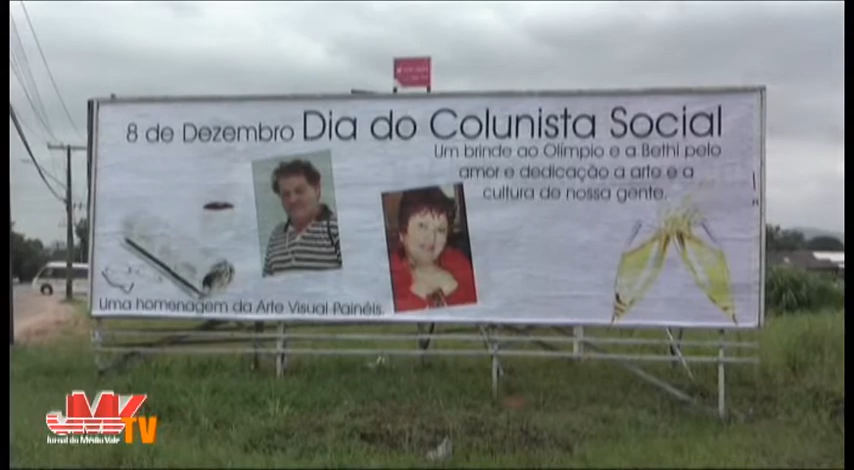 8 de Dezembro Dia do Colunista Social
Um brinde ao Olímpio e a Bethi pelo
amor e dedicação a arte e a
cultura de nossa gente.
Uma homenagem da Arte Visual Painéis.
JMV TV
Jornal do Médio Vale